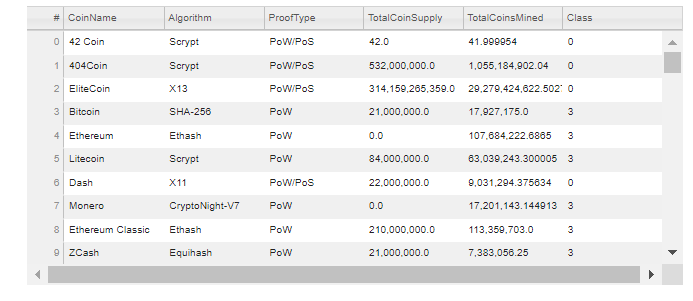 # CoinName Algorithm ProofType TotalCoinSupply TotalCoinsMined Class
0 42 Coin Scrypt PoW/PoS 42.0 41.999954 0
1 404Coin Scrypt PoW/PoS 532,000,000.0 1,055,184,902.04 0
2 EliteCoin X13 PoW/PoS 314,159,265,359.0 29,279,424,622.502 0
3 Bitcoin SHA-256 PoW 21,000,000.0 17,927,175.0 3
4 Ethereum Ethash PoW 0.0 107,684,222.6865 3
5 Litecoin Scrypt PoW 84,000,000.0 63,039,243.300005 3
6 Dash X11 PoW/PoS 22,000,000.0 9,031,294.375634 0
7 Monero CryptoNight-V7 PoW 0.0 17,201,143.144913 3
8 Ethereum Classic Ethash PoW 210,000,000.0 113,359,703.0 3
9 ZCash Equihash PoW 21,000,000.0 7,383,056.25 3